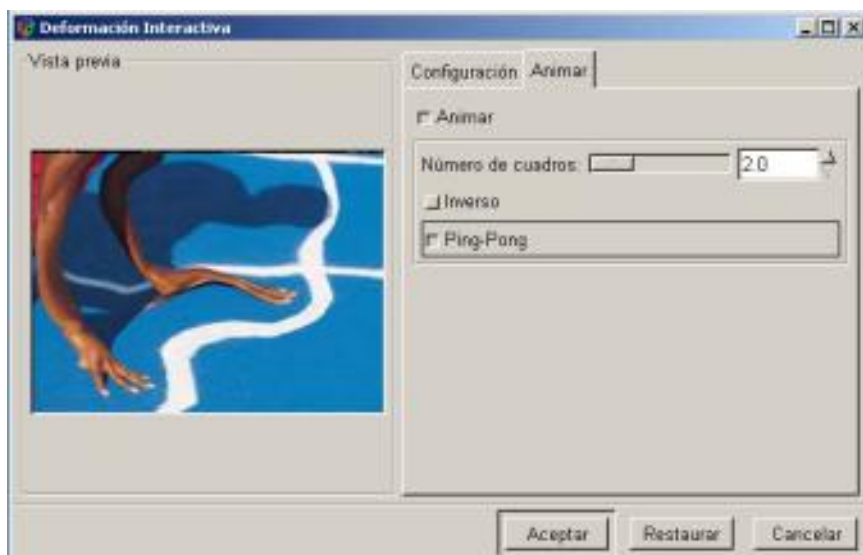 Deformación Interactiva
Vista previa
Configuración Animar
Animar
Número de cuadros: 2.0
Inverso
Ping-Pong
Aceptar Restaurar Cancelar